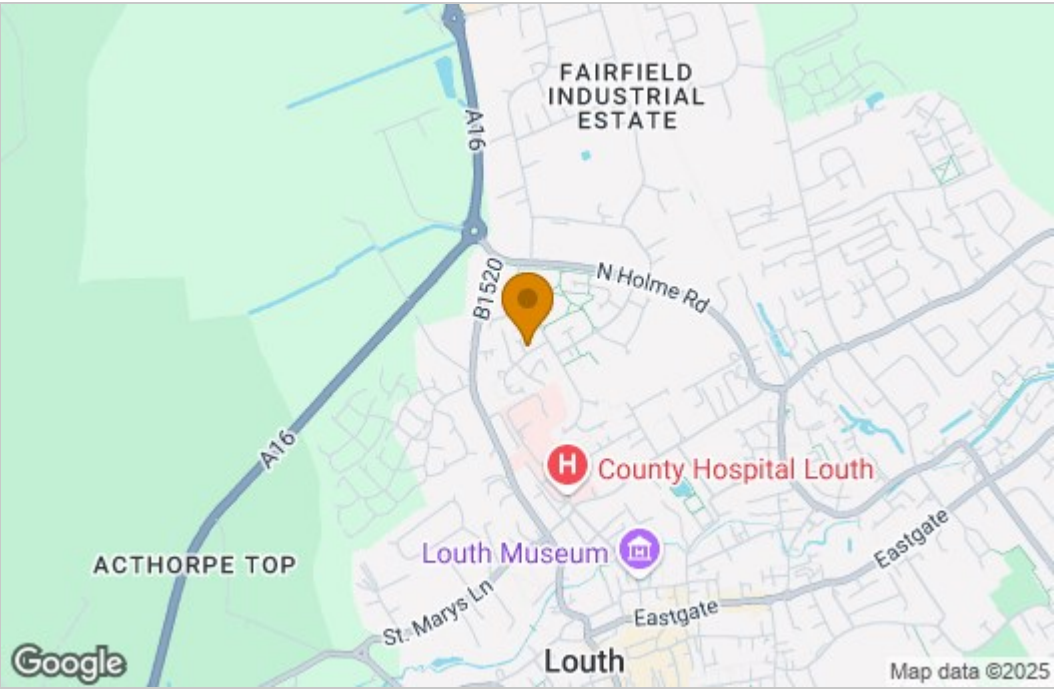 FAIRFIELD
INDUSTRIAL
ESTATE
A16
N Holme Rd
B1520
A16
H
County Hospital Louth
Louth Museum
Eastgate
ACTHORPE TOP
St. Marys Ln
Eastgate
Louth
Google
Map data ©2025